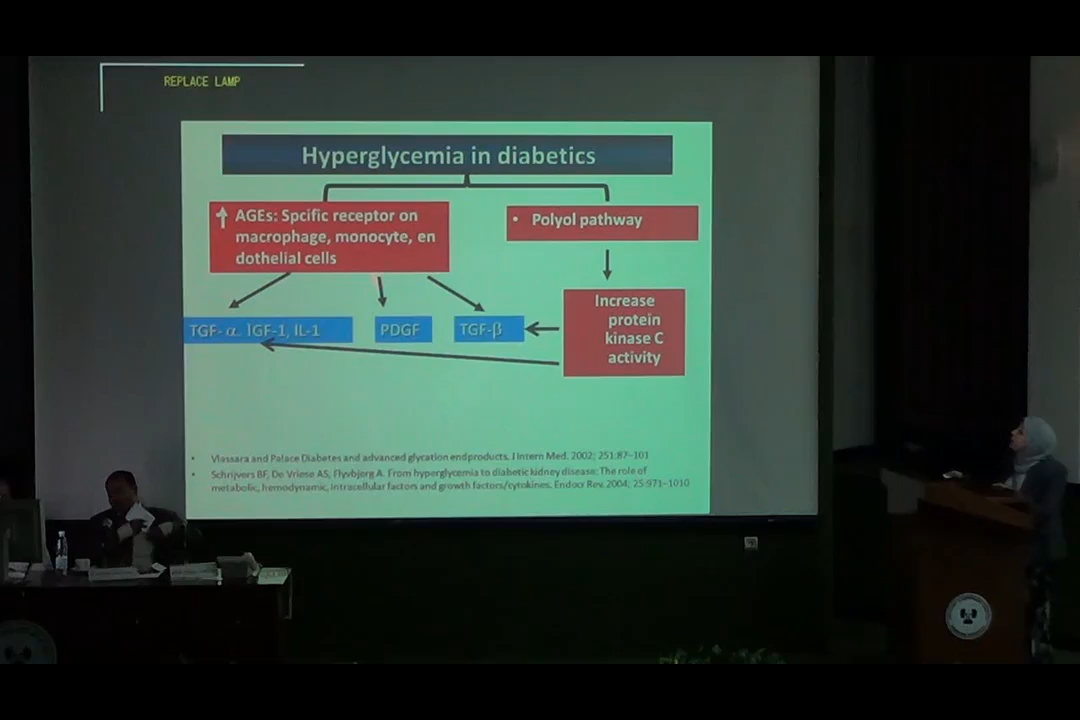 REPLACE LAMP
Hyperglycemia in diabetics
↑ AGEs: Spcific receptor on
macrophage, monocyte, en
dothelial cells
• Polyol pathway
Increase
protein
kinase C
activity
TGF- α. IGF-1, IL-1
PDGF
TGF-β
• Vlassara and Palace Diabetes and advanced glycation endproducts. J Intern Med. 2002; 251:87–101
• Schrijvers BF, De Vriese AS, Flyvbjerg A. From hyperglycemia to diabetic kidney disease: The role of
metabolic, hemodynamic, intracellular factors and growth factors/cytokines. Endocr Rev. 2004; 25:971–1010